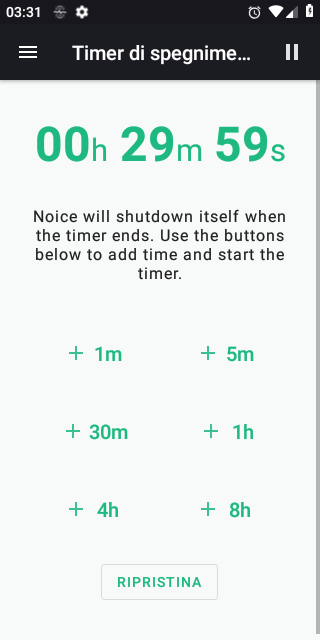 03:31
Timer di spegnime…
00h 29m 59s
Noice will shutdown itself when
the timer ends. Use the buttons
below to add time and start the
timer.
+ 1m + 5m
+ 30m + 1h
+ 4h + 8h
RIPRISTINA